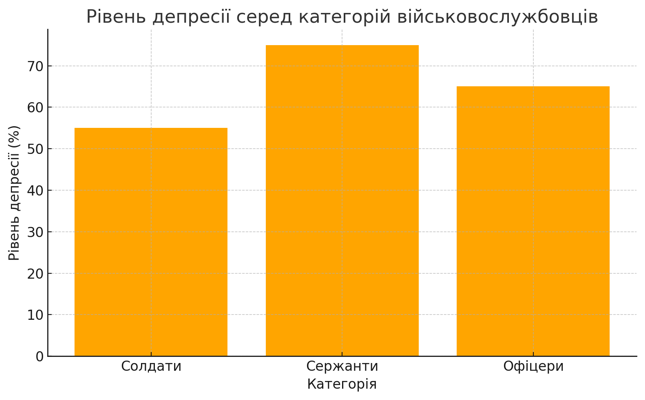 Рівень депресії серед категорій військовослужбовців
Рівень депресії (%)
70
60
50
40
30
20
10
0
Солдати Сержанти Офіцери
Категорія